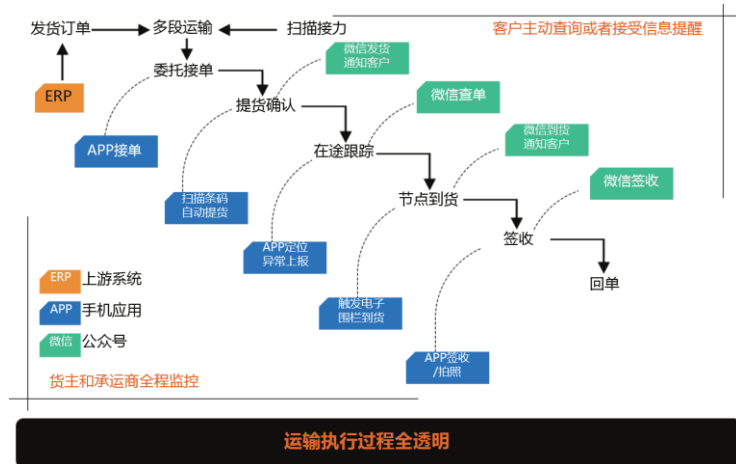 发货订单
多段运输
扫描接力
客户主动查询或者接受信息提醒
微信发货
通知客户
委托接单
ERP
提货确认
微信查单
APP接单
在途跟踪
微信到货
通知客户
扫描条码
自动提货
节点到货
微信签收
APP定位
异常上报
签收
ERP
上游系统
回单
APP
手机应用
触发电子
围栏到货
微信
公众号
APP签收
/拍照
货主和承运商全程监控
运输执行过程全透明